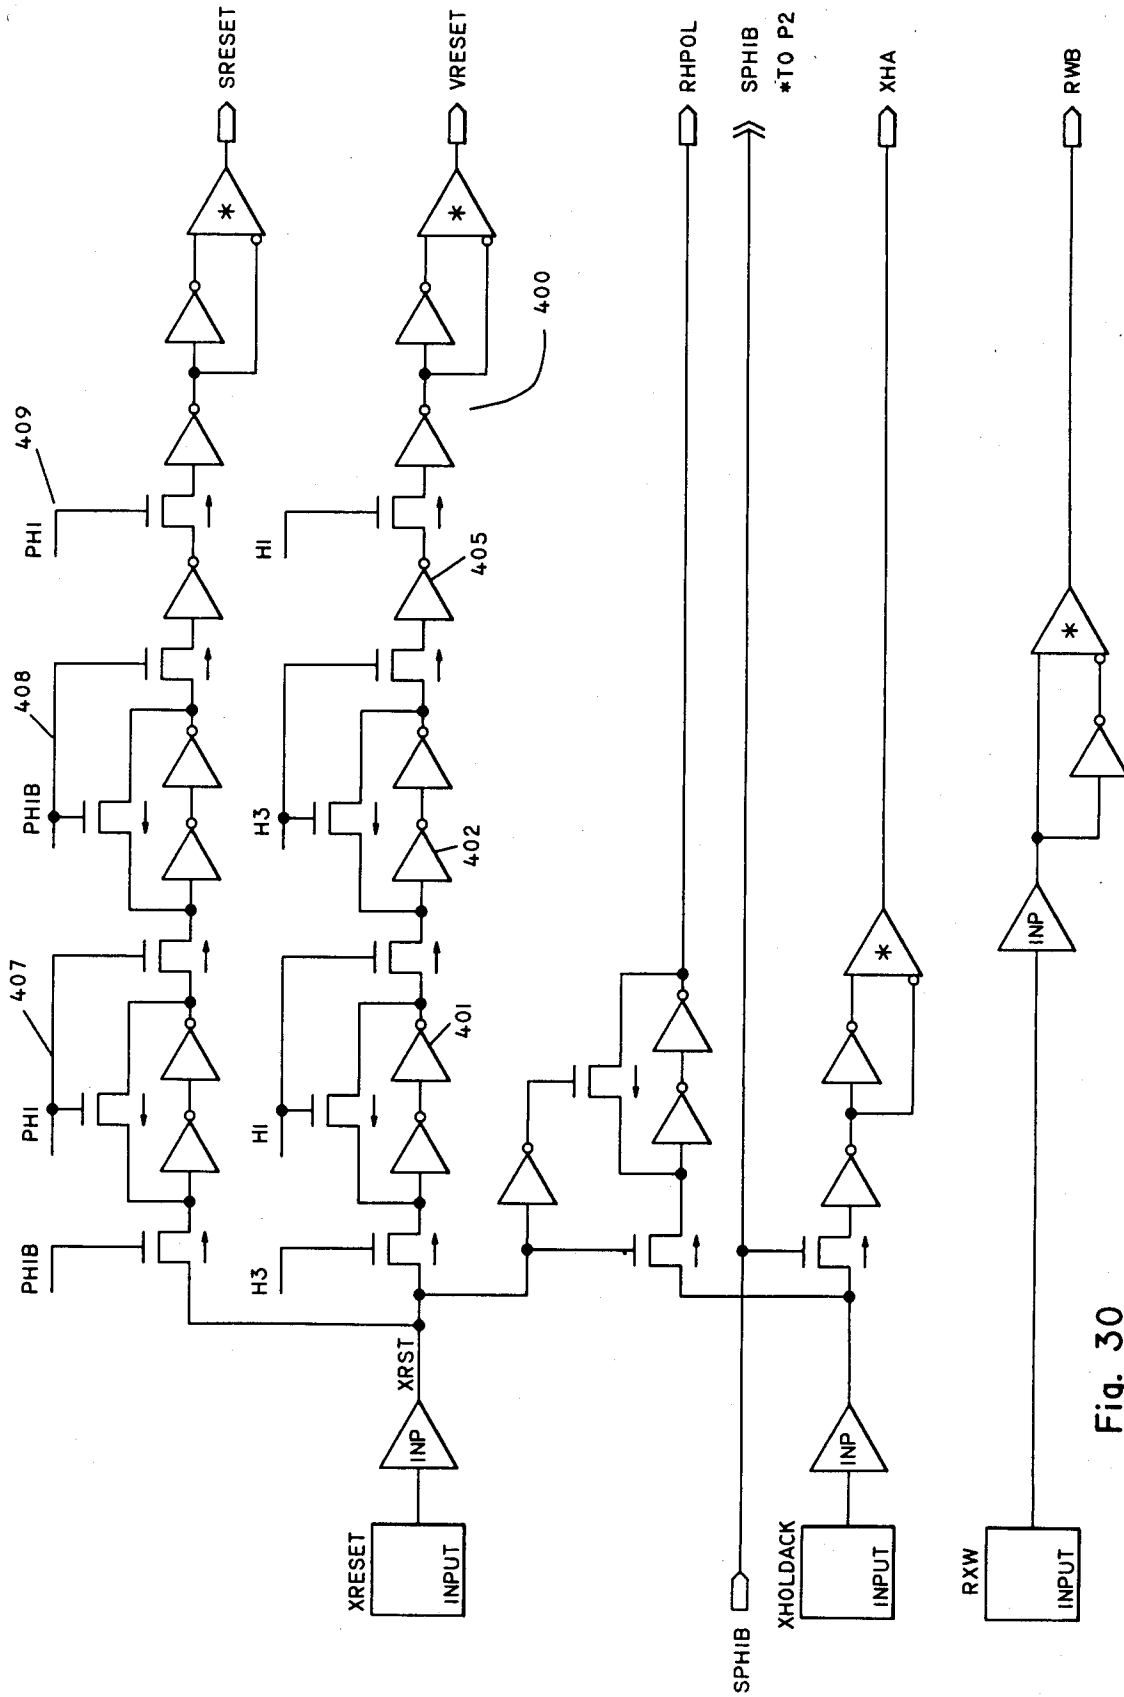 PHIB
PHI
407
PHIB
408
PHI
409
SRESET
H3
H1
H3
H1
VRESET
*
*
401
402
405
400
XRESET
INPUT
INP
XRST
RHPOL
SPHIB
SPHIB
*TO P2
XHOLDACK
INPUT
INP
*
XHA
RXW
INPUT
INP
*
RWB
Fig. 30